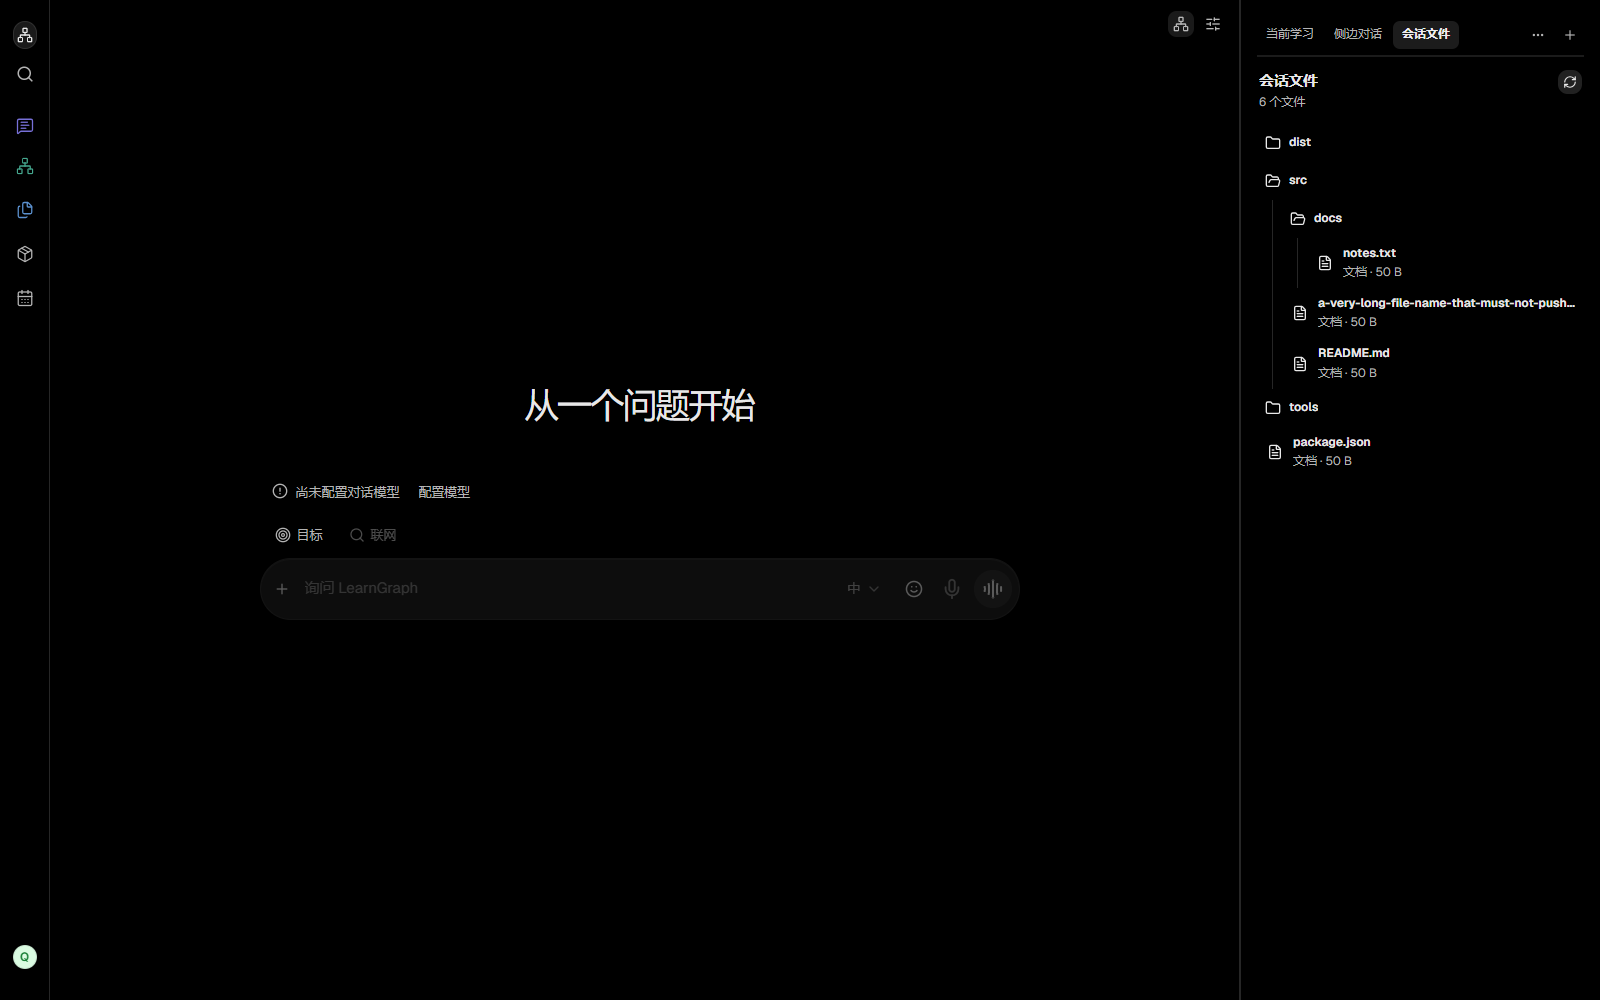 当前学习 侧边对话 会话文件
会话文件
6 个文件
dist
src
docs
notes.txt
文档 · 50 B
a-very-long-file-name-that-must-not-push...
文档 · 50 B
README.md
文档 · 50 B
tools
package.json
文档 · 50 B
从一个问题开始
尚未配置对话模型 配置模型
目标 联网
询问 LearnGraph 中
Q